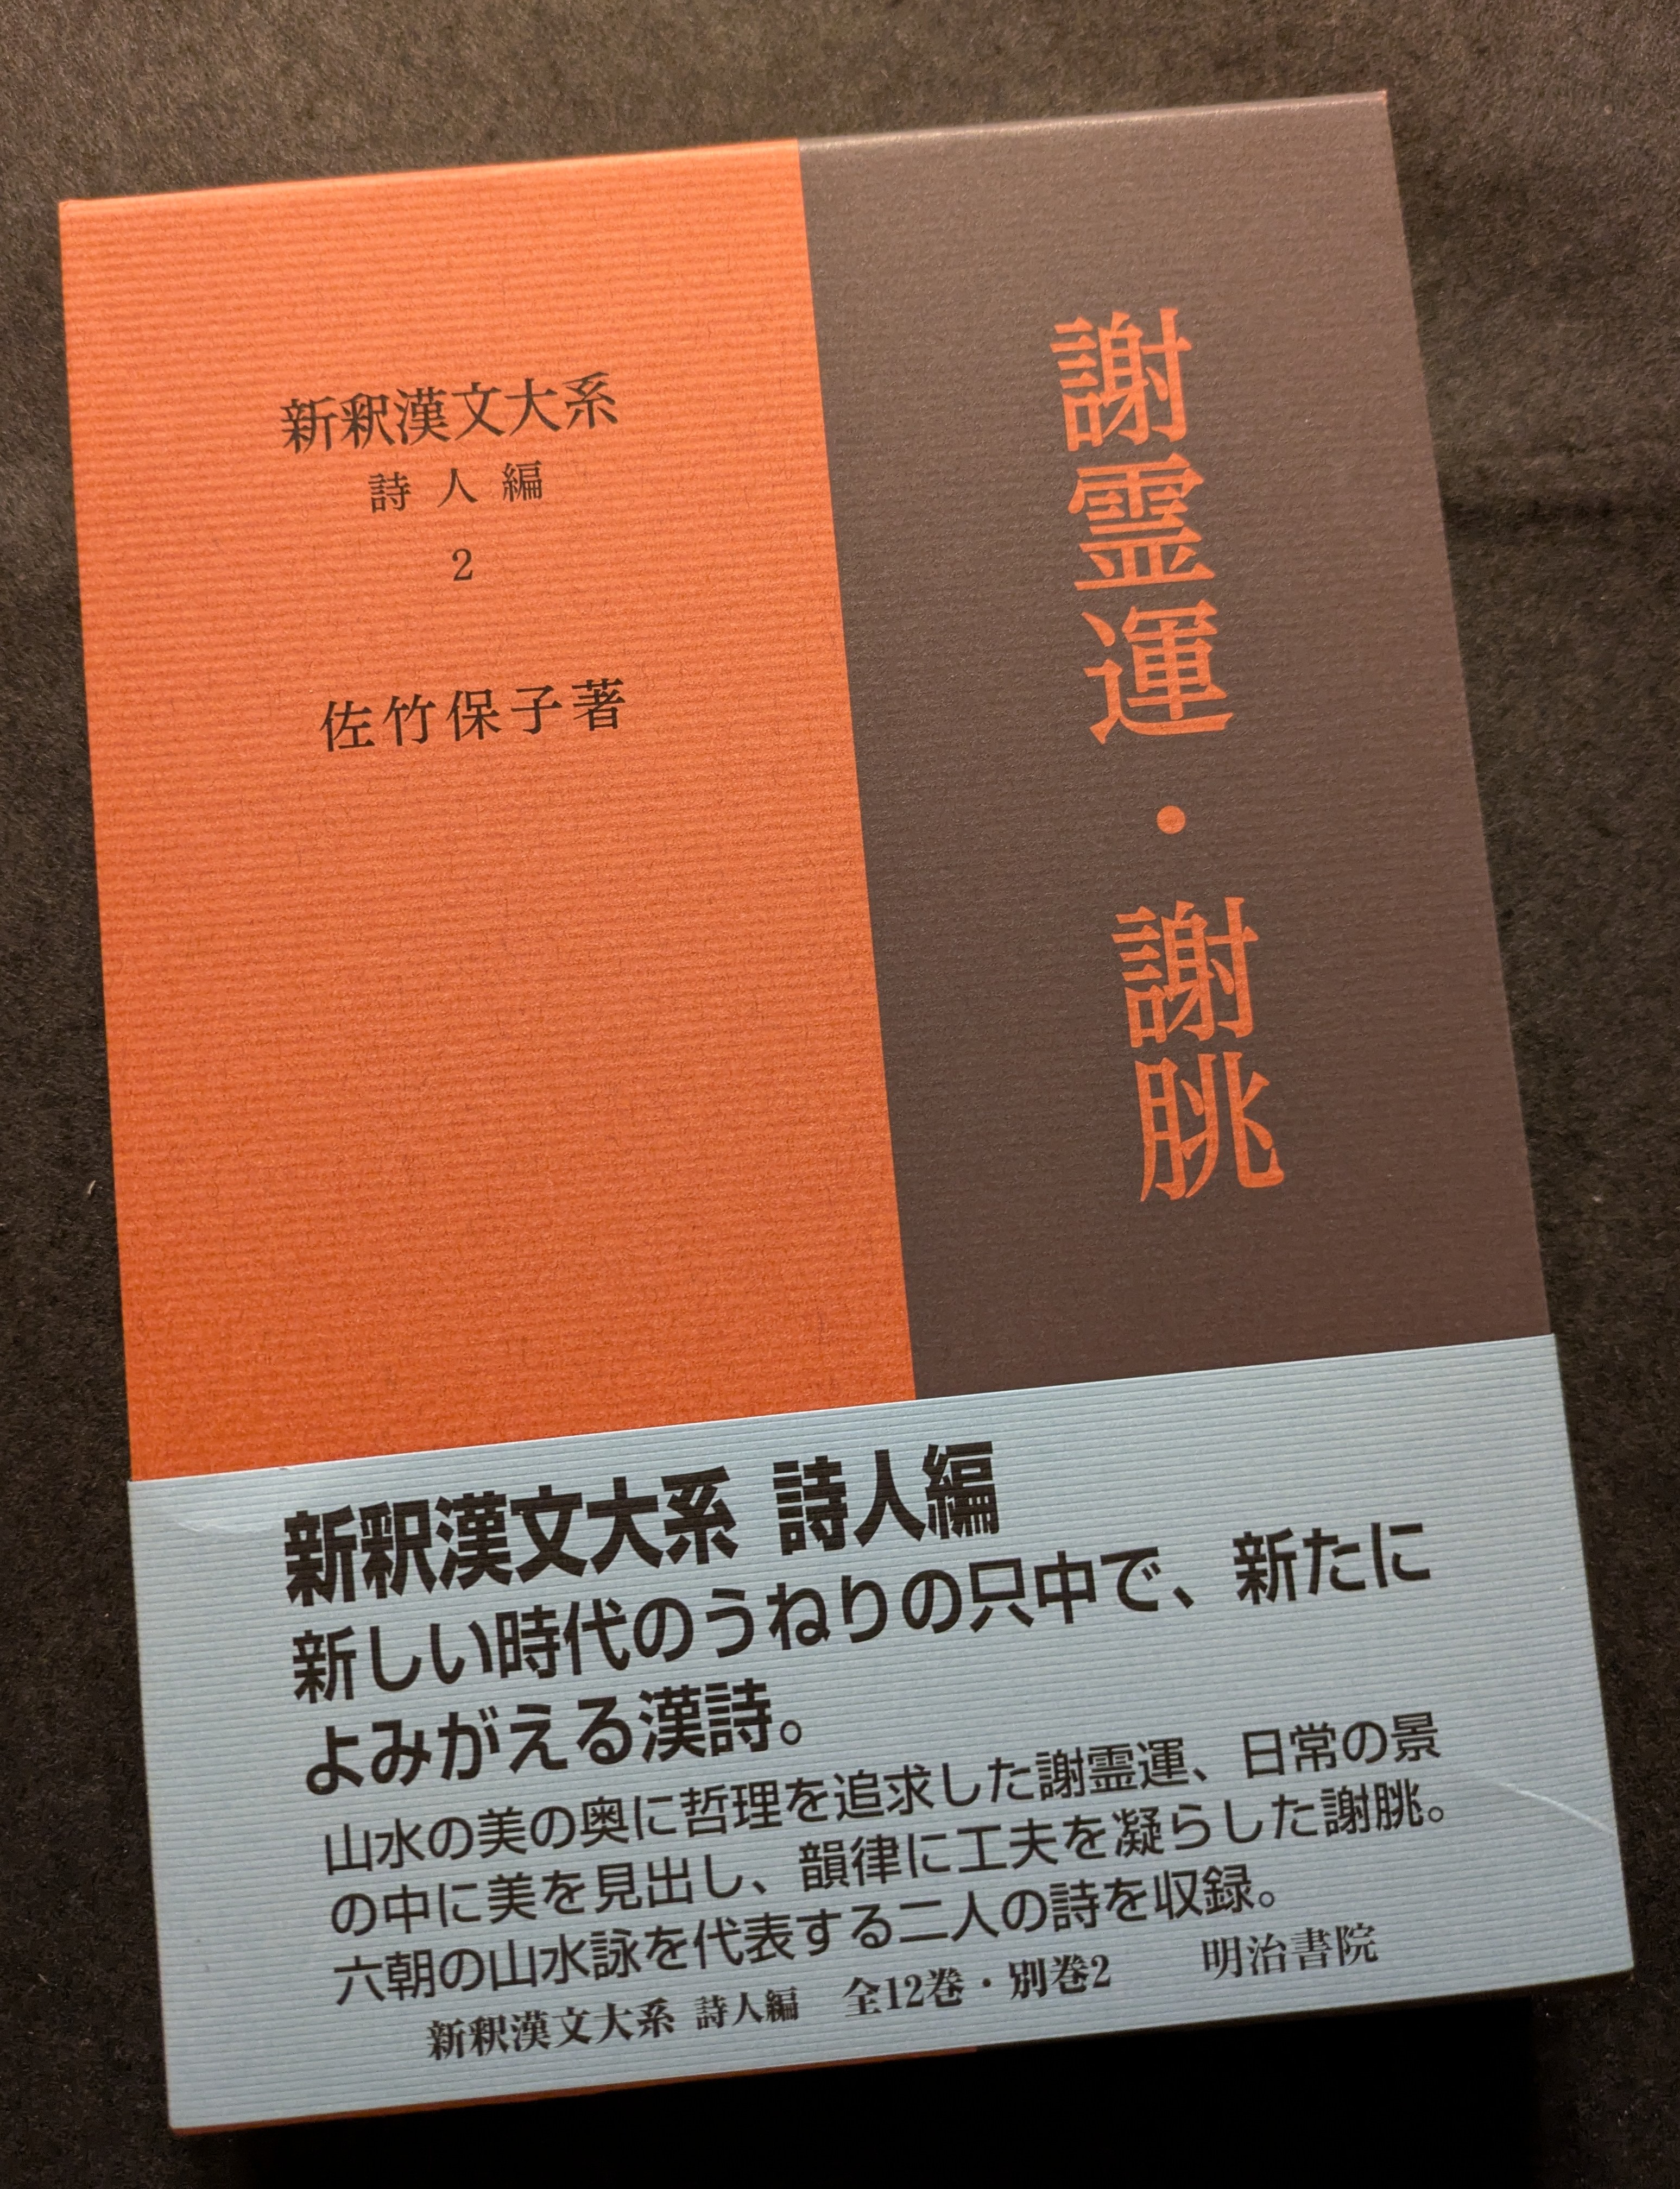 謝霊運・謝朓
新釈漢文大系
詩人編
2
佐竹保子著
新釈漢文大系 詩人編
新しい時代のうねりの只中で、新たに
よみがえる漢詩。
山水の美の奥に哲理を追求した謝霊運、日常の景
の中に美を見出し、韻律に工夫を凝らした謝朓。
六朝の山水詠を代表する二人の詩を収録。
新釈漢文大系 詩人編 全12巻・別巻2 明治書院